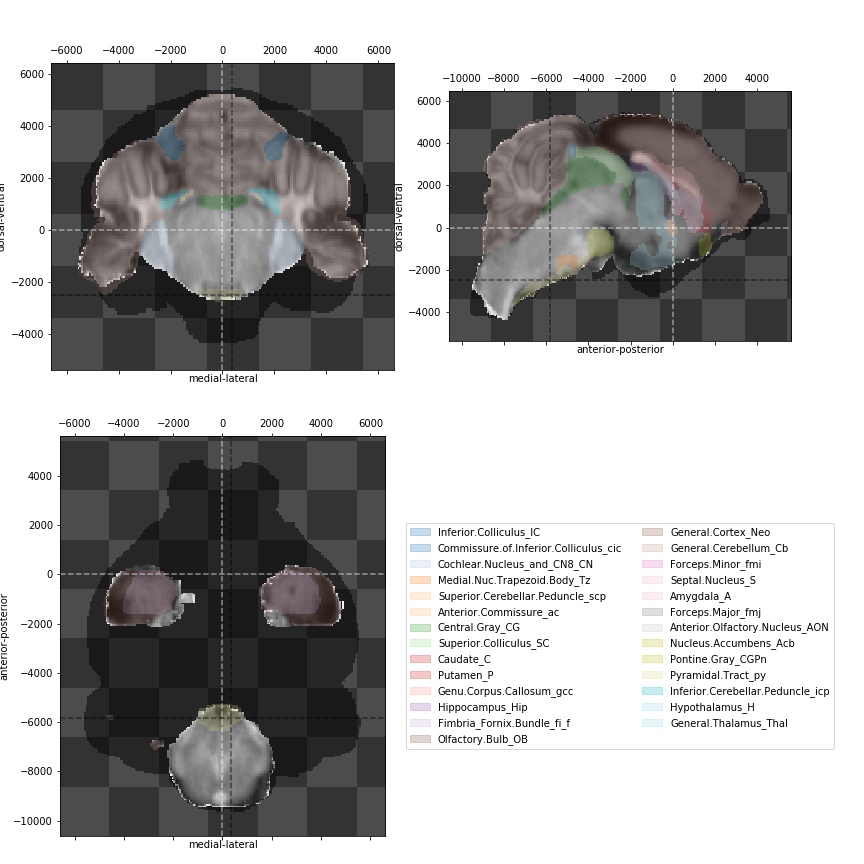 −6000 −4000 −2000 0 2000 4000 6000
6000
4000
2000
0
−2000
−4000
dorsal-ventral
medial-lateral
−10000 −8000 −6000 −4000 −2000 0 2000 4000
6000
4000
2000
0
−2000
−4000
dorsal-ventral
anterior-posterior
−6000 −4000 −2000 0 2000 4000 6000
4000
2000
0
−2000
−4000
−6000
−8000
−10000
anterior-posterior
medial-lateral
Inferior.Colliculus_IC
Commissure.of.Inferior.Colliculus_cic
Cochlear.Nucleus_and_CN8_CN
Medial.Nuc.Trapezoid.Body_Tz
Superior.Cerebellar.Peduncle_scp
Anterior.Commissure_ac
Central.Gray_CG
Superior.Colliculus_SC
Caudate_C
Putamen_P
Genu.Corpus.Callosum_gcc
Hippocampus_Hip
Fimbria_Fornix.Bundle_fi_f
Olfactory.Bulb_OB
General.Cortex_Neo
General.Cerebellum_Cb
Forceps.Minor_fmi
Septal.Nucleus_S
Amygdala_A
Forceps.Major_fmj
Anterior.Olfactory.Nucleus_AON
Nucleus.Accumbens_Acb
Pontine.Gray_CGPn
Pyramidal.Tract_py
Inferior.Cerebellar.Peduncle_icp
Hypothalamus_H
General.Thalamus_Thal